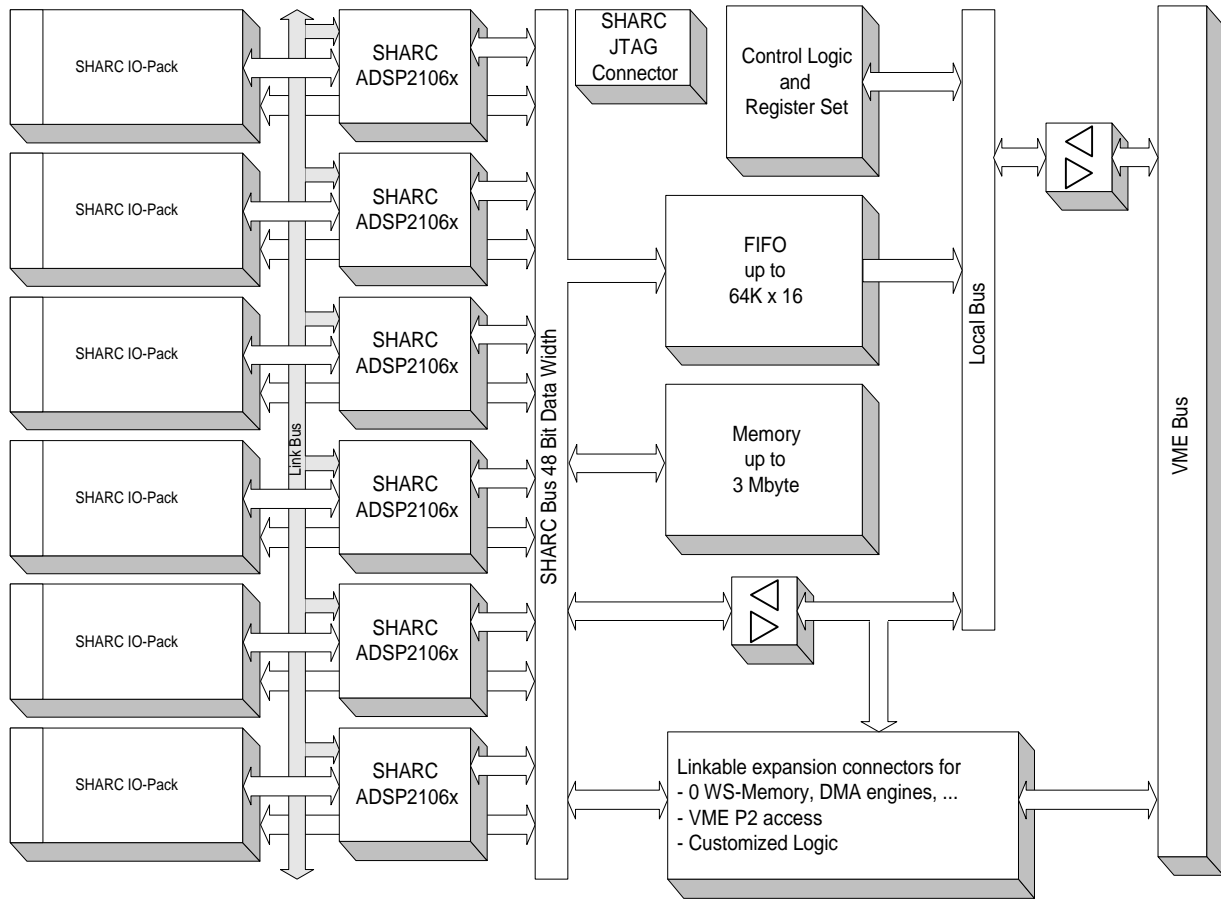 SHARC IO-Pack
SHARC
ADSP2106x
SHARC IO-Pack
SHARC
ADSP2106x
SHARC IO-Pack
SHARC
ADSP2106x
SHARC IO-Pack
SHARC
ADSP2106x
SHARC IO-Pack
SHARC
ADSP2106x
SHARC IO-Pack
SHARC
ADSP2106x
Link Bus
SHARC Bus 48 Bit Data Width
SHARC
JTAG
Connector
Control Logic
and
Register Set
FIFO
up to
64K x 16
Memory
up to
3 Mbyte
Local Bus
VME Bus
Linkable expansion connectors for
- 0 WS-Memory, DMA engines, ...
- VME P2 access
- Customized Logic